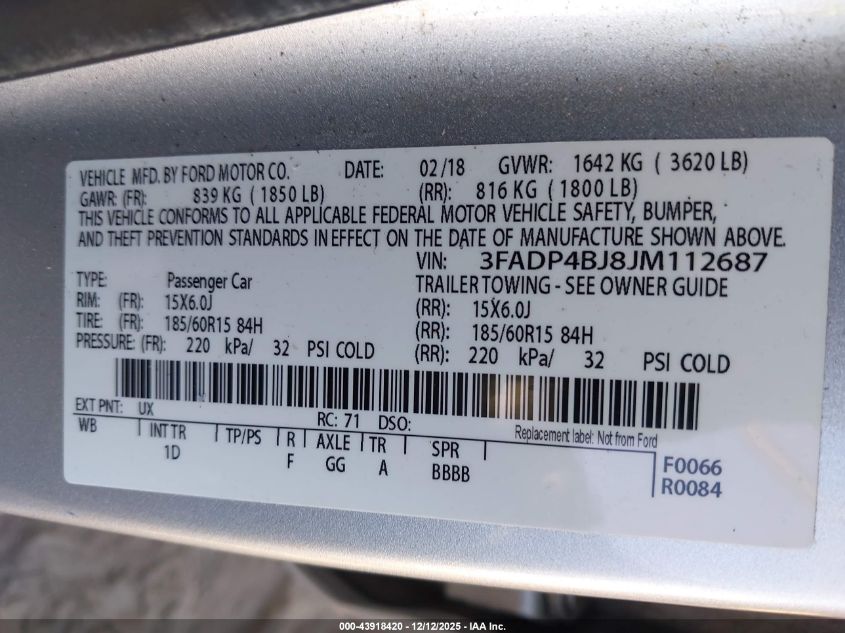 VEHICLE MFD. BY FORD MOTOR CO. DATE: 02/18 GVWR: 1642 KG ( 3620 LB)
GAWR: (FR): 839 KG ( 1850 LB) (RR): 816 KG ( 1800 LB)
THIS VEHICLE CONFORMS TO ALL APPLICABLE FEDERAL MOTOR VEHICLE SAFETY, BUMPER,
AND THEFT PREVENTION STANDARDS IN EFFECT ON THE DATE OF MANUFACTURE SHOWN ABOVE.
VIN: 3FADP4BJ8JM112687
TYPE: Passenger Car TRAILER TOWING - SEE OWNER GUIDE
RIM: (FR): 15X6.0J (RR): 15X6.0J
TIRE: (FR): 185/60R15 84H (RR): 185/60R15 84H
PRESSURE: (FR): 220 kPa/ 32 PSI COLD (RR): 220 kPa/ 32 PSI COLD
EXT PNT: UX RC: 71 DSO:
Replacement label: Not from Ford
WB INT TR TP/PS R AXLE TR SPR
1D F GG A BBBB
F0066
R0084
000-43918420 - 12/12/2025 - IAA Inc.